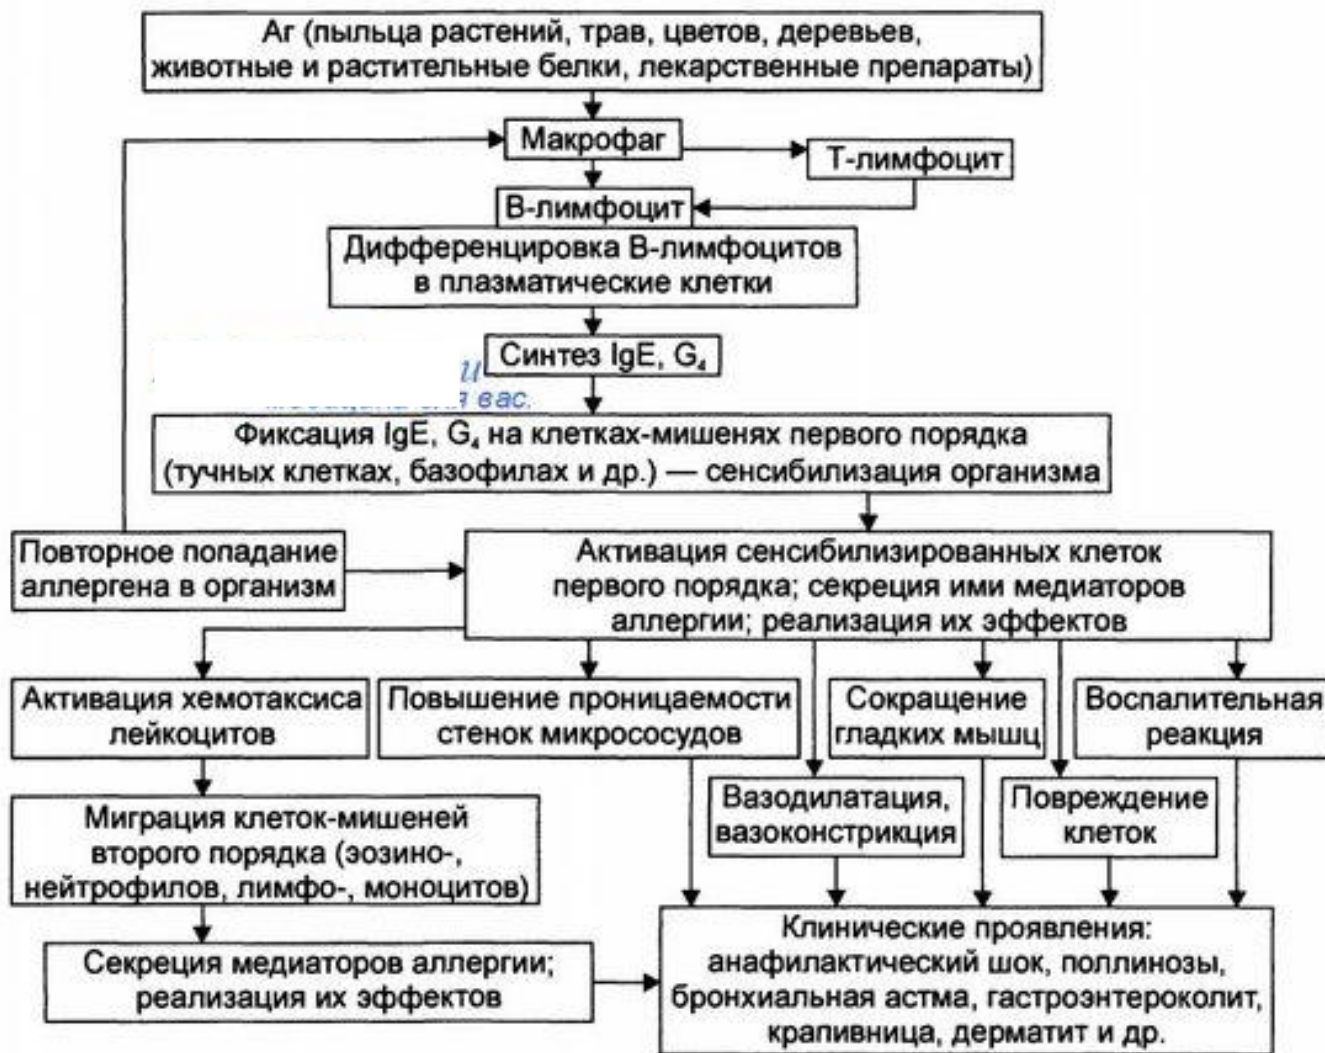 Аг (пыльца растений, трав, цветов, деревьев,
животные и растительные белки, лекарственные препараты)
Макрофаг
Т-лимфоцит
В-лимфоцит
Дифференцировка В-лимфоцитов
в плазматические клетки
Синтез IgE, G₄
вас.
Фиксация IgE, G₄ на клетках-мишенях первого порядка
(тучных клетках, базофилах и др.) — сенсибилизация организма
Повторное попадание
аллергена в организм
Активация сенсибилизированных клеток
первого порядка; секреция ими медиаторов
аллергии; реализация их эффектов
Активация хемотаксиса
лейкоцитов
Повышение проницаемости
стенок микрососудов
Сокращение
гладких мышц
Воспалительная
реакция
Вазодилатация,
вазоконстрикция
Повреждение
клеток
Миграция клеток-мишеней
второго порядка (эозино-,
нейтрофилов, лимфо-, моноцитов)
Секреция медиаторов аллергии;
реализация их эффектов
Клинические проявления:
анафилактический шок, поллинозы,
бронхиальная астма, гастроэнтероколит,
крапивница, дерматит и др.